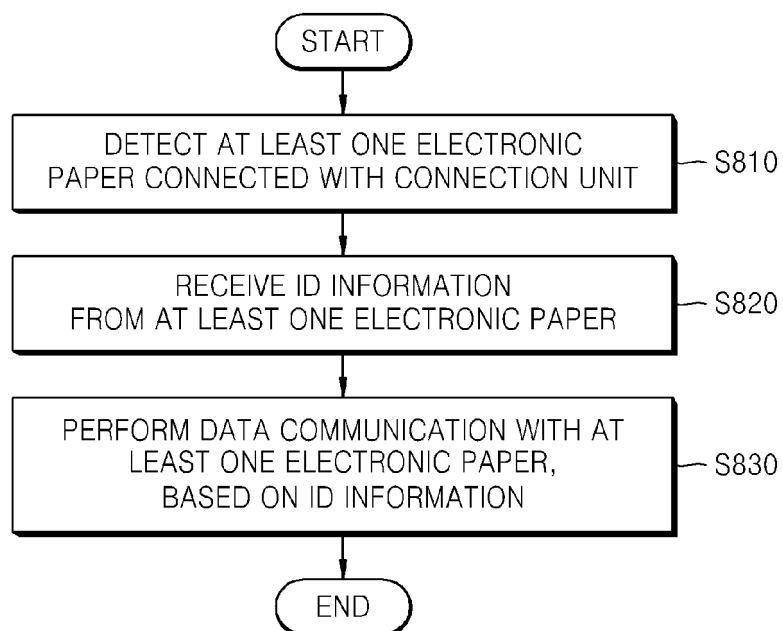 START
DETECT AT LEAST ONE ELECTRONIC
PAPER CONNECTED WITH CONNECTION UNIT
S810
RECEIVE ID INFORMATION
FROM AT LEAST ONE ELECTRONIC PAPER
S820
PERFORM DATA COMMUNICATION WITH AT
LEAST ONE ELECTRONIC PAPER,
BASED ON ID INFORMATION
S830
END